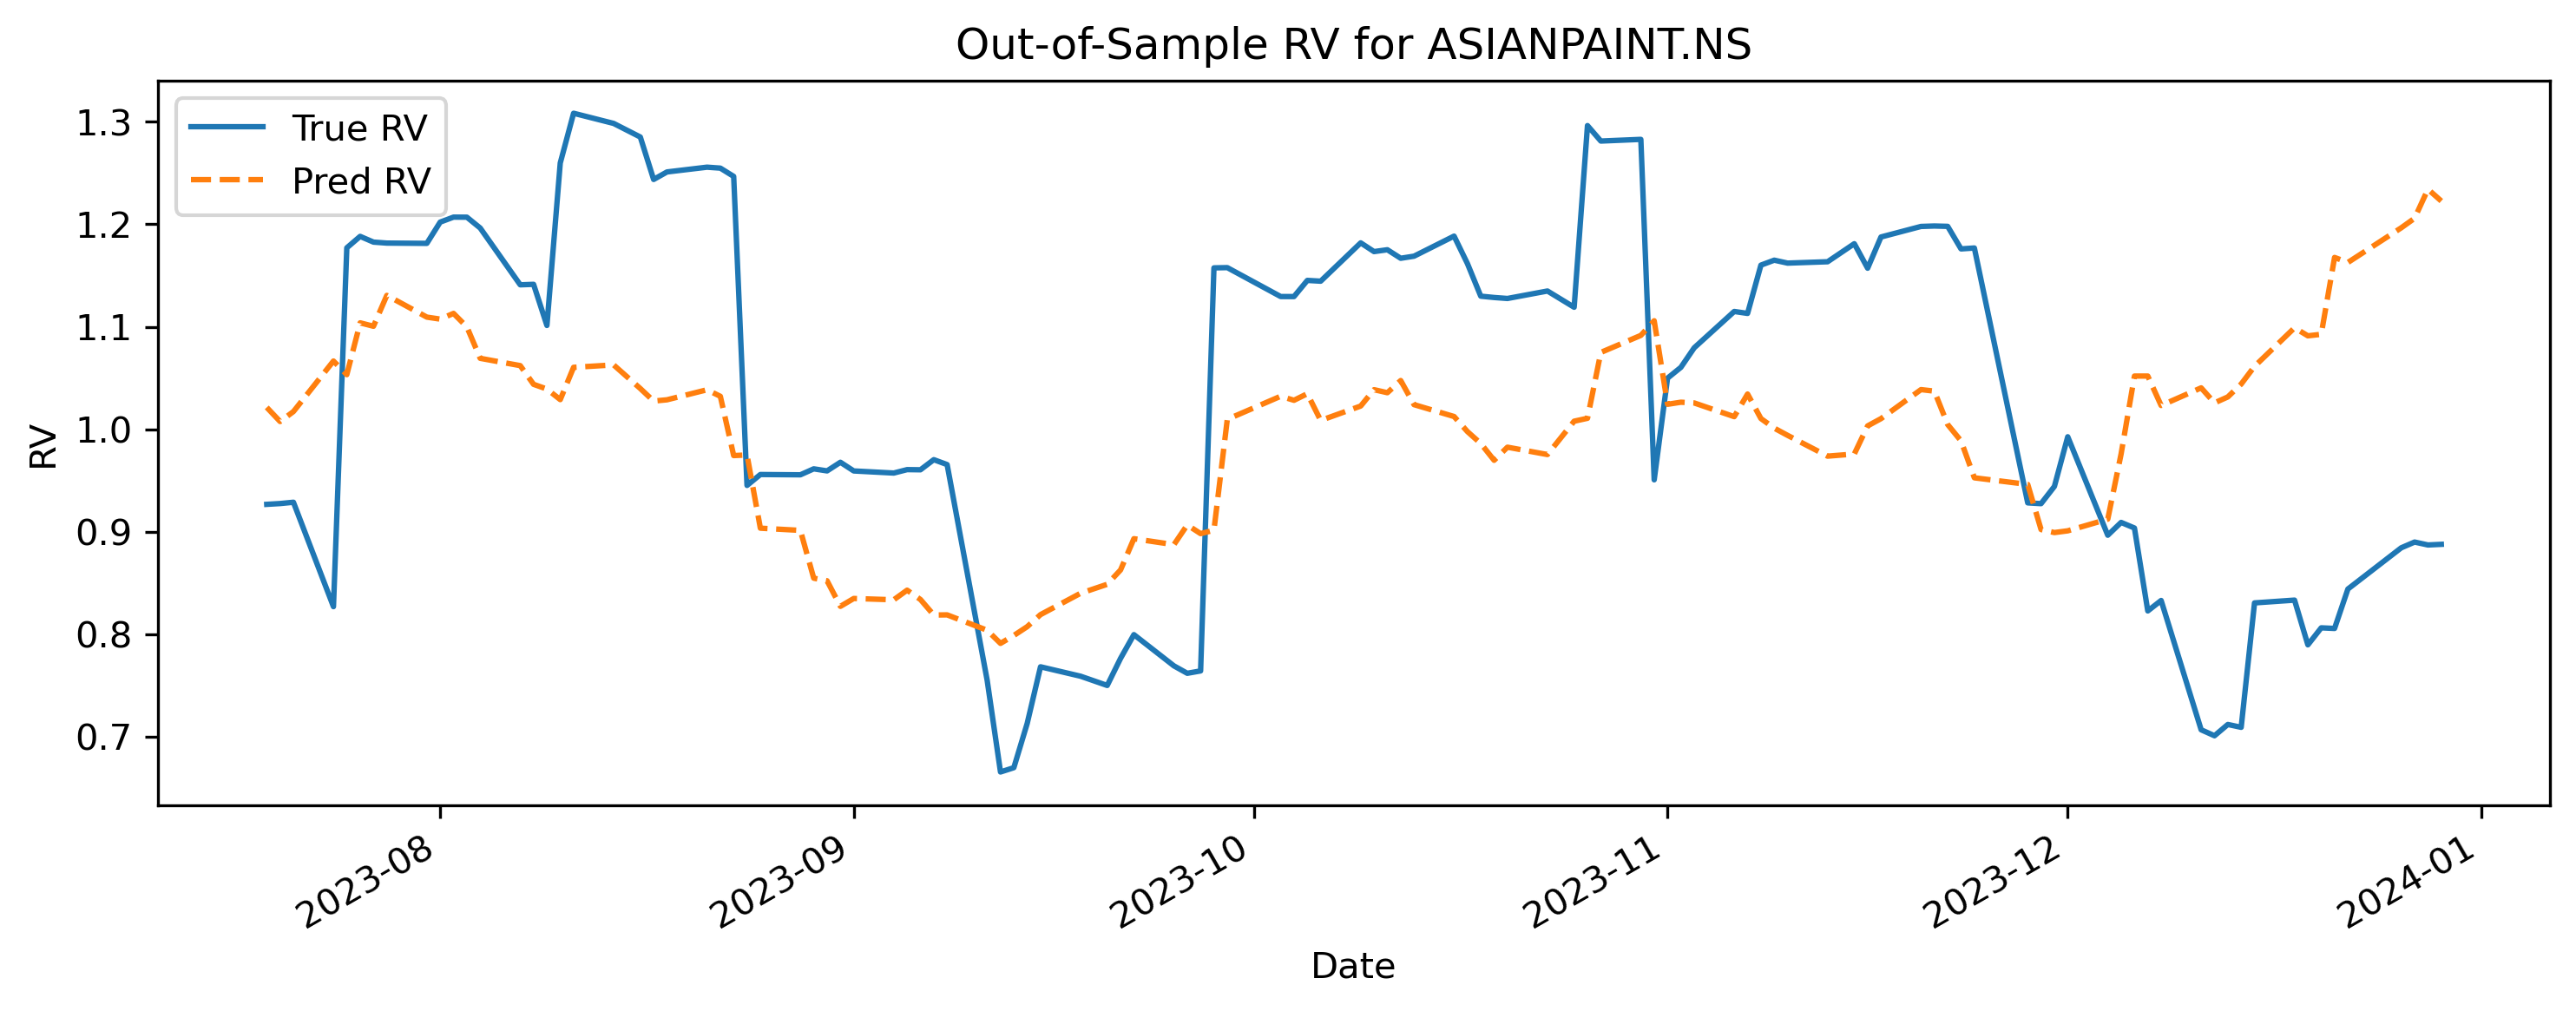 Out-of-Sample RV for ASIANPAINT.NS
True RV
Pred RV
1.3
1.2
1.1
1.0
0.9
0.8
0.7
RV
2023-08
2023-09
2023-10
2023-11
2023-12
2024-01
Date